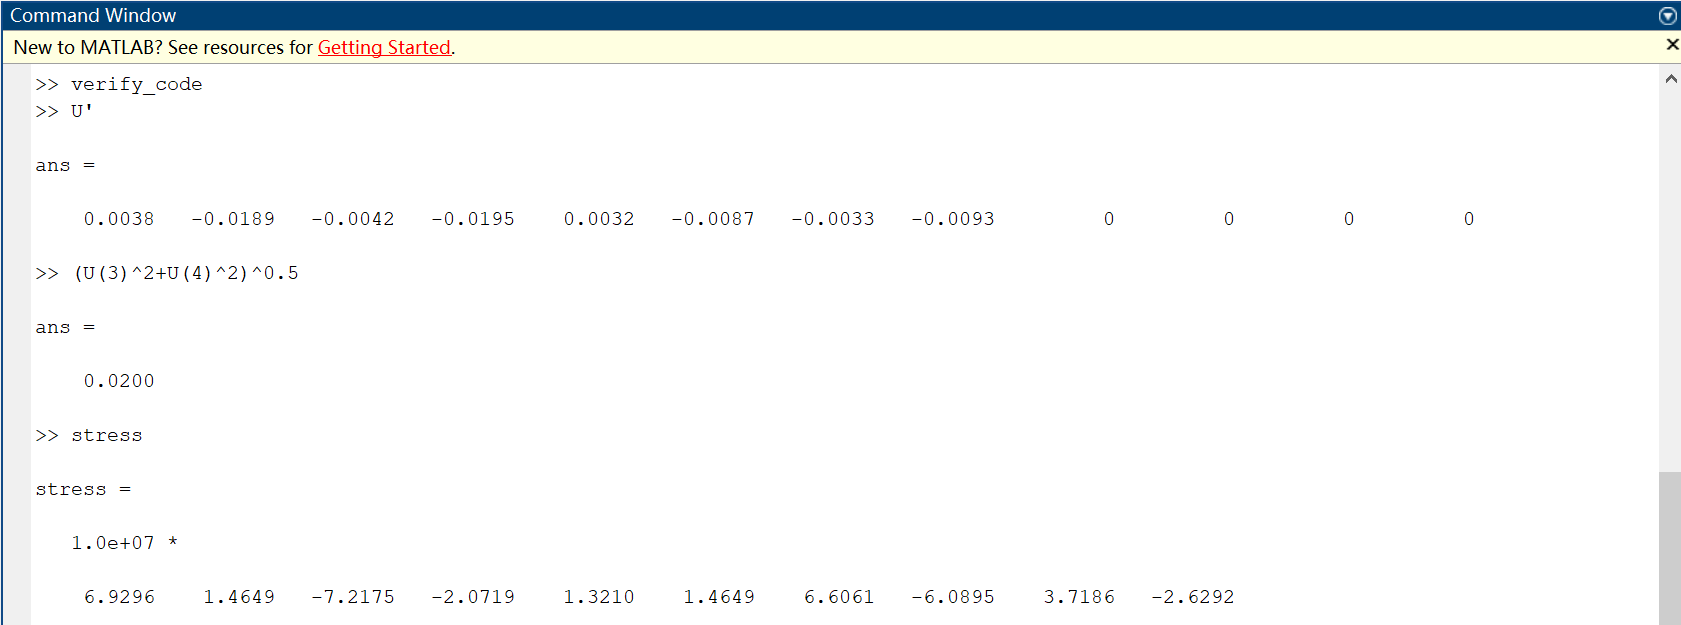 Command Window
New to MATLAB? See resources for Getting Started.
>> verify_code
>> U'
ans =
0.0038 -0.0189 -0.0042 -0.0195 0.0032 -0.0087 -0.0033 -0.0093 0 0 0 0
>> (U(3)^2+U(4)^2)^0.5
ans =
0.0200
>> stress
stress =
1.0e+07 *
6.9296 1.4649 -7.2175 -2.0719 1.3210 1.4649 6.6061 -6.0895 3.7186 -2.6292